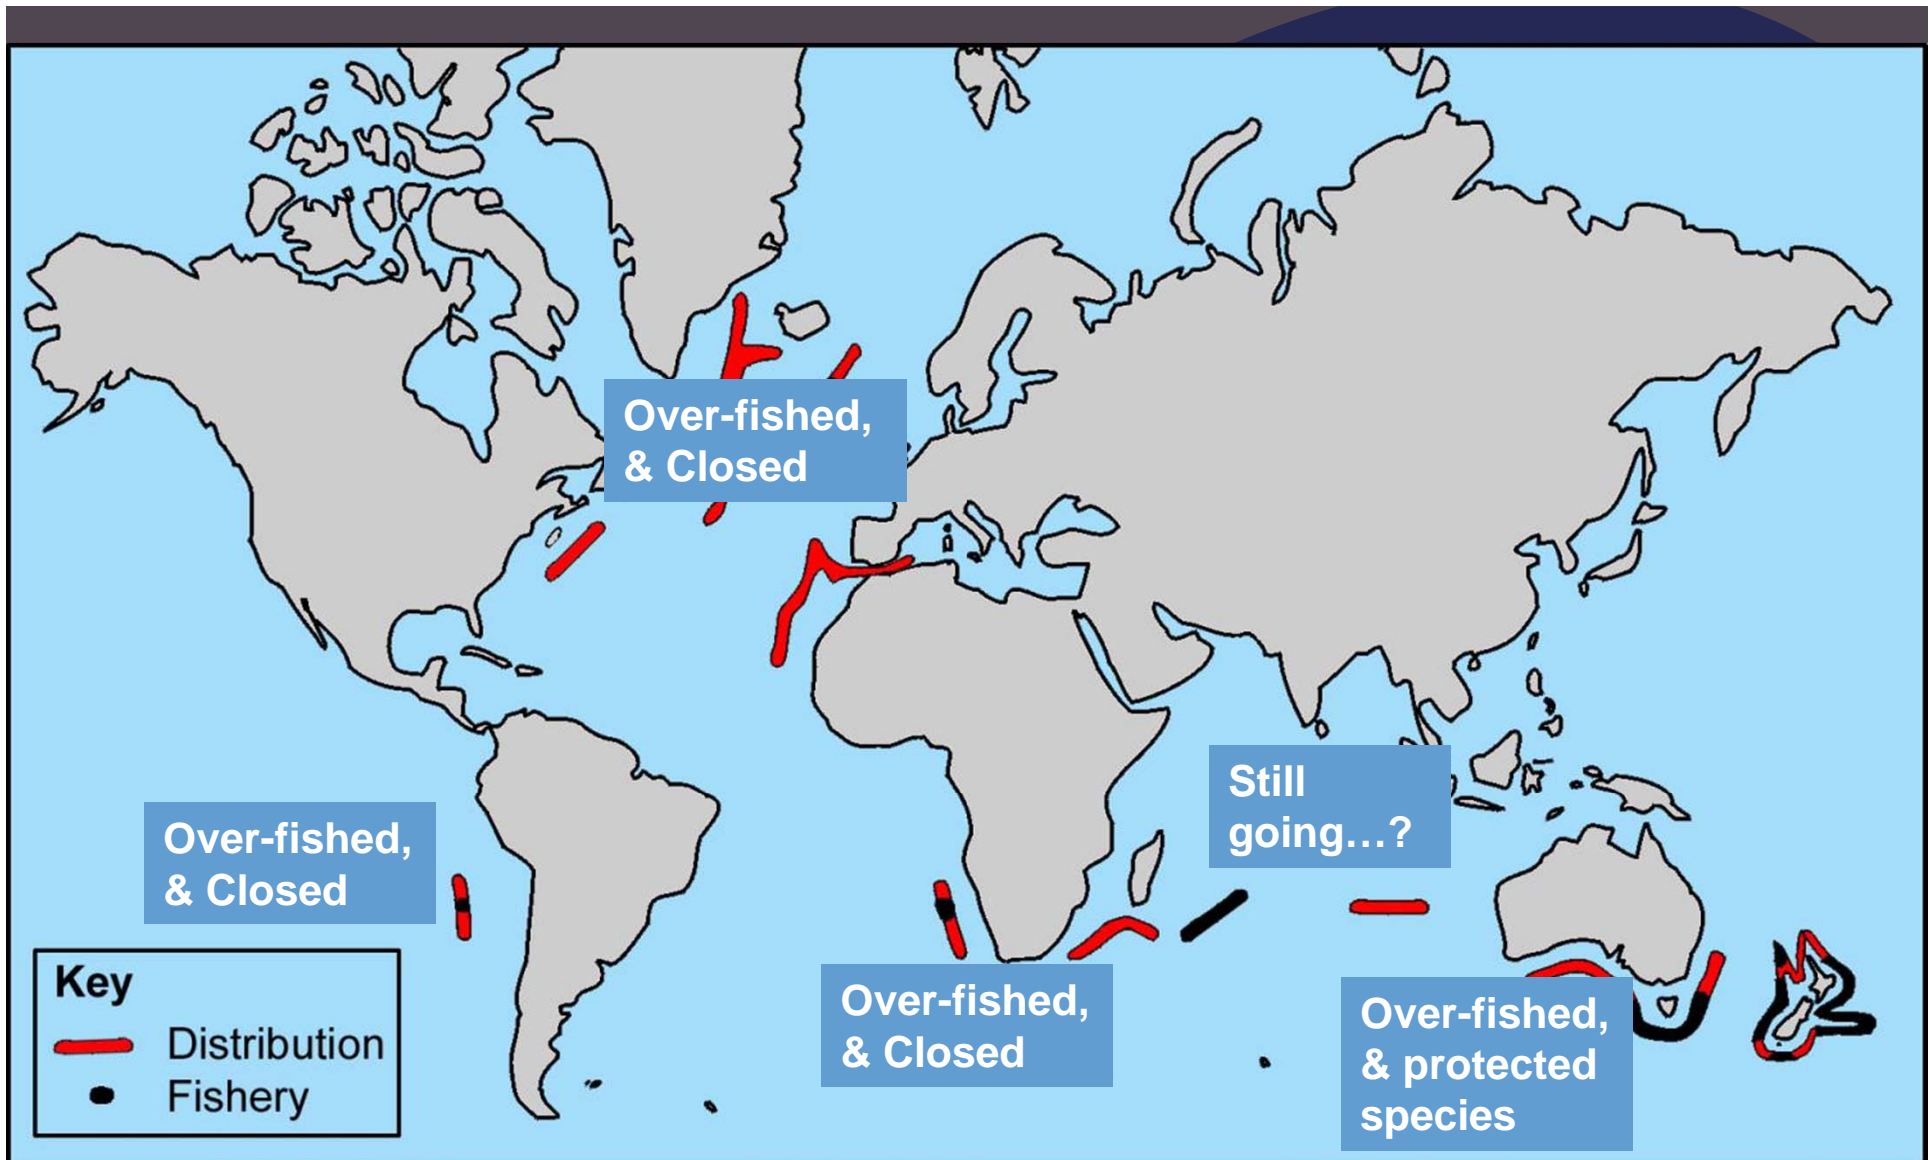 Over-fished,
& Closed
Still
going…?
Over-fished,
& Closed
Over-fished,
& Closed
Over-fished,
& protected
species
Key
Distribution
Fishery